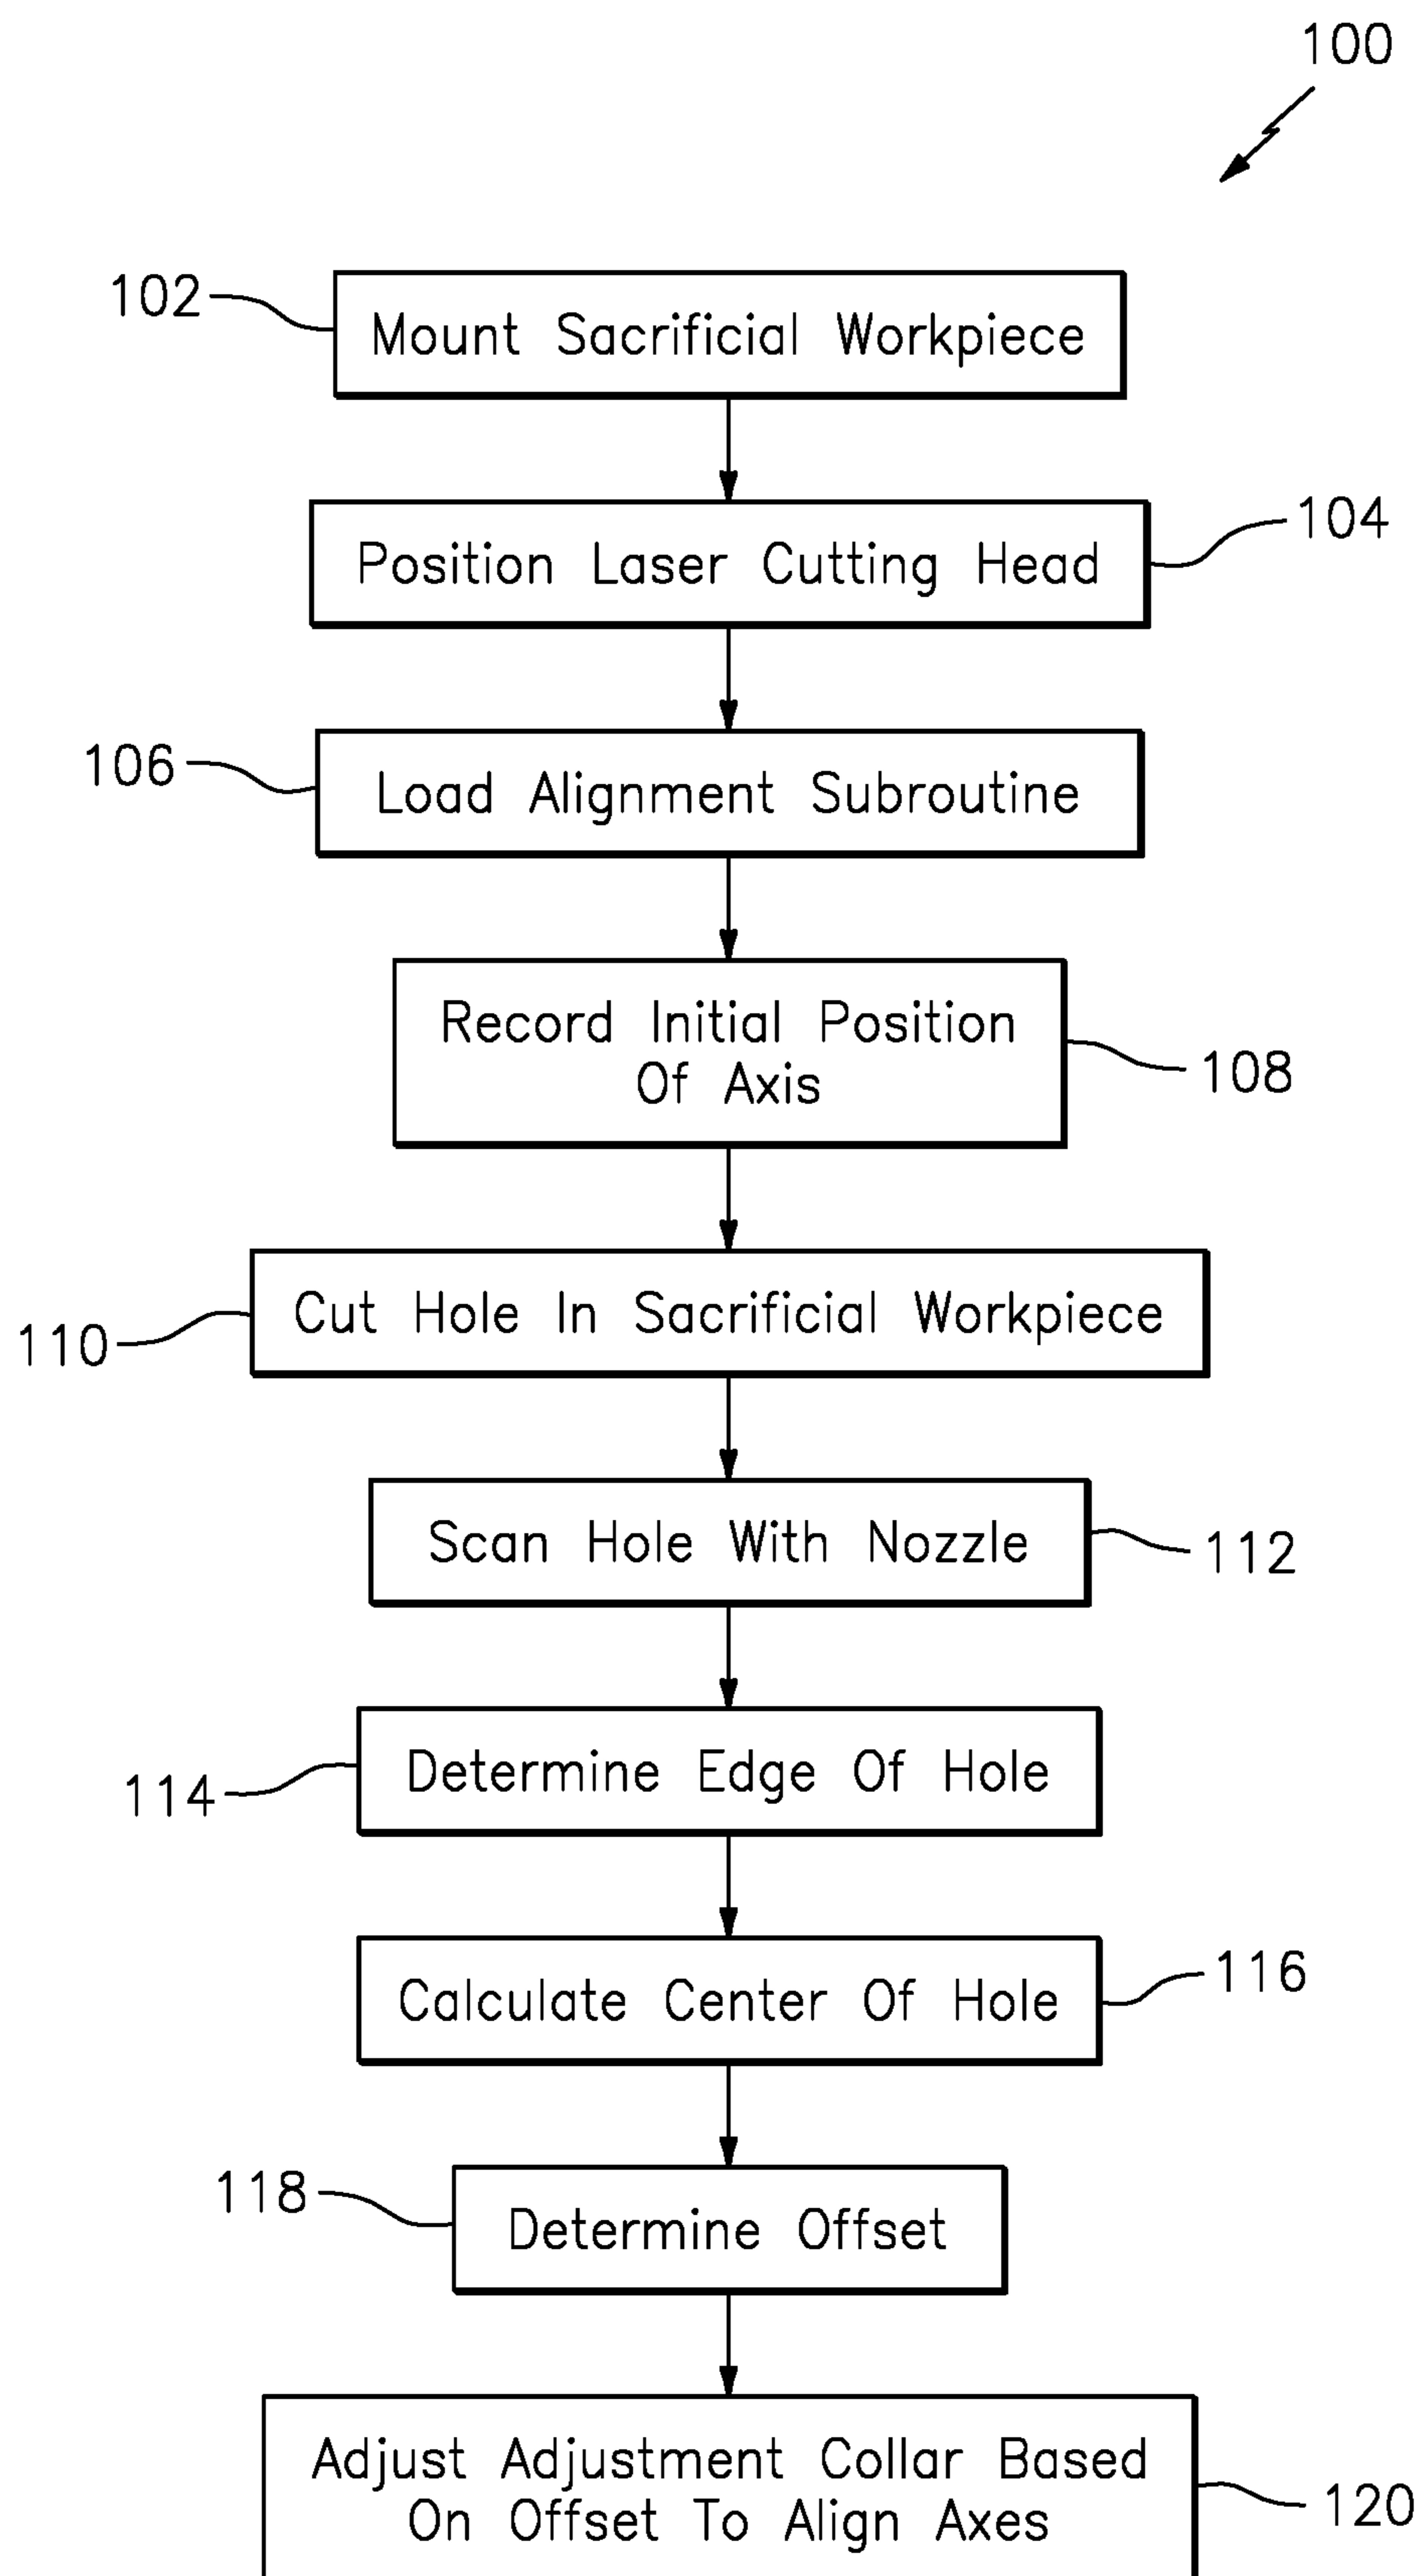 100
102
Mount Sacrificial Workpiece
Position Laser Cutting Head
104
106
Load Alignment Subroutine
Record Initial Position
Of Axis
108
Cut Hole In Sacrificial Workpiece
110
Scan Hole With Nozzle
112
Determine Edge Of Hole
114
Calculate Center Of Hole
116
118
Determine Offset
Adjust Adjustment Collar Based
On Offset To Align Axes
120